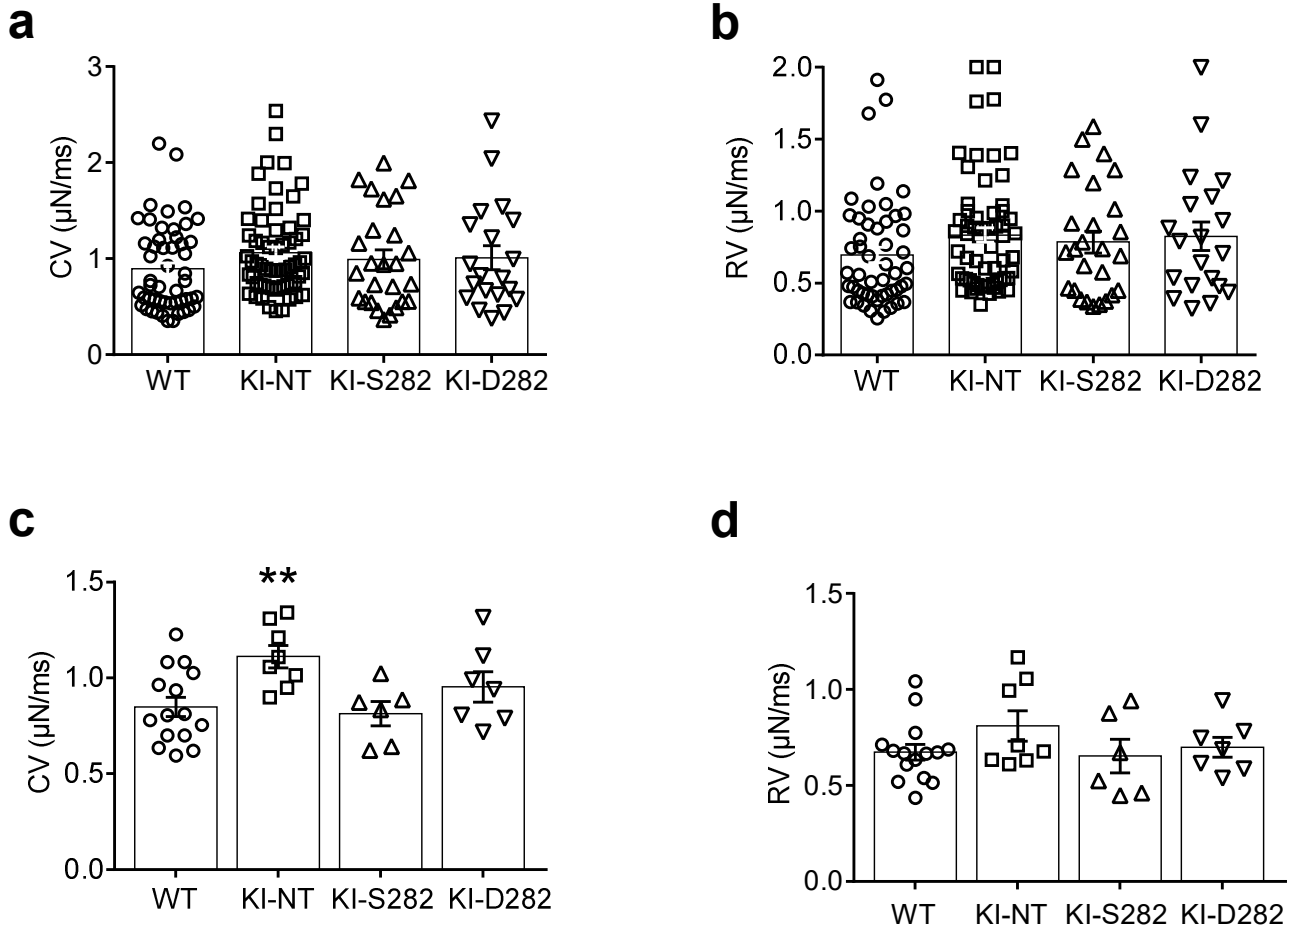 a
CV (μN/ms)
3
2
1
0
WT KI-NT KI-S282 KI-D282
b
RV (μN/ms)
2.0
1.5
1.0
0.5
0.0
WT KI-NT KI-S282 KI-D282
c
CV (μN/ms)
1.5
1.0
0.5
0.0
**
WT KI-NT KI-S282 KI-D282
d
RV (μN/ms)
1.5
1.0
0.5
0.0
WT KI-NT KI-S282 KI-D282